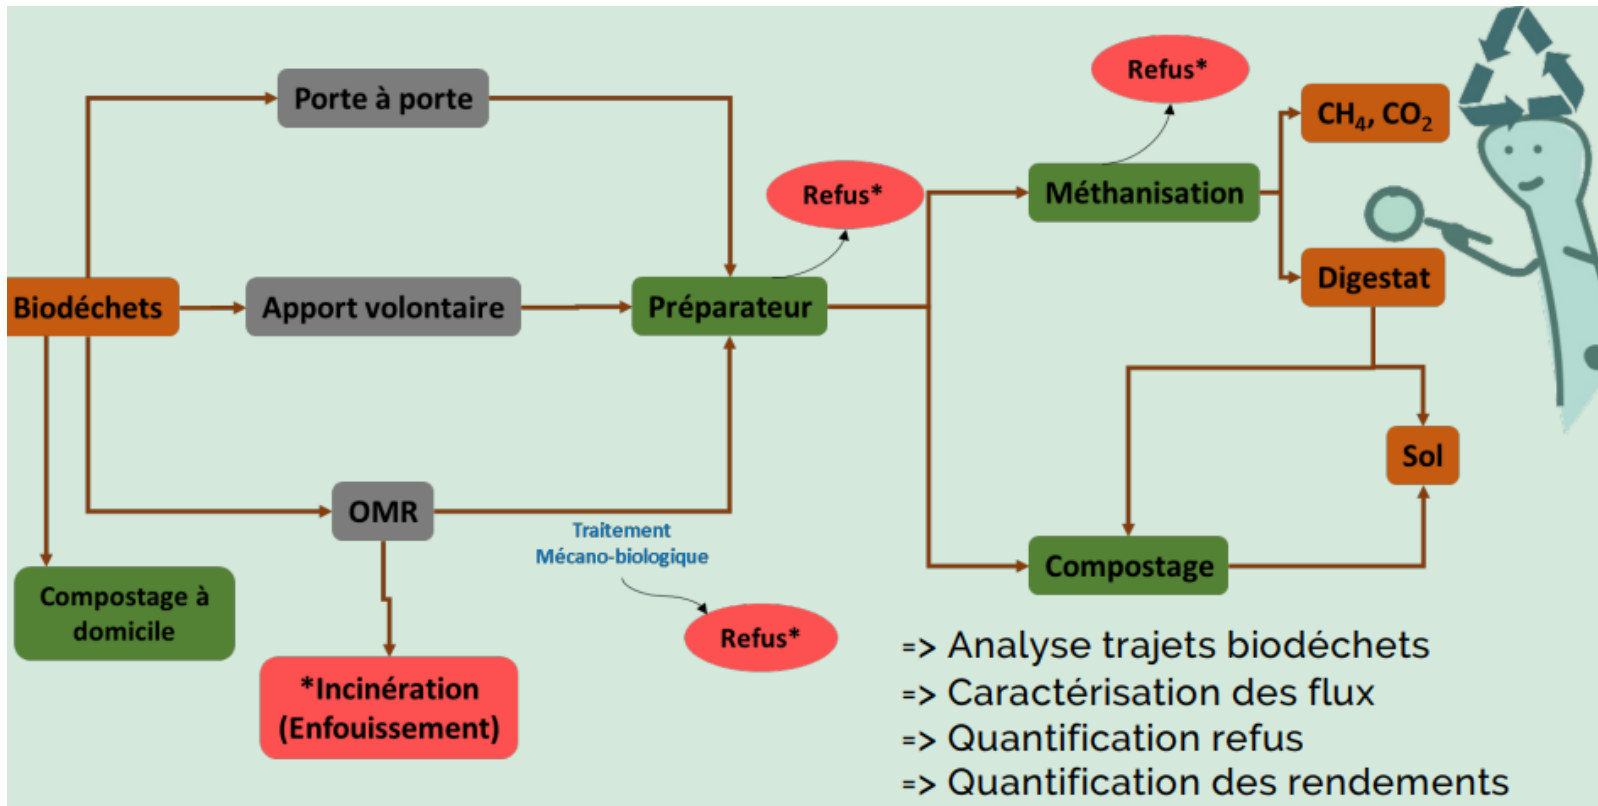 Porte à porte
Refus*
CH₄, CO₂
Refus*
Méthanisation
Biodéchets
Apport volontaire
Préparateur
Digestat
Sol
OMR
Traitement
Mécano-biologique
Compostage
Compostage à
domicile
Refus*
*Incinération
(Enfouissement)
=> Analyse trajets biodéchets
=> Caractérisation des flux
=> Quantification refus
=> Quantification des rendements